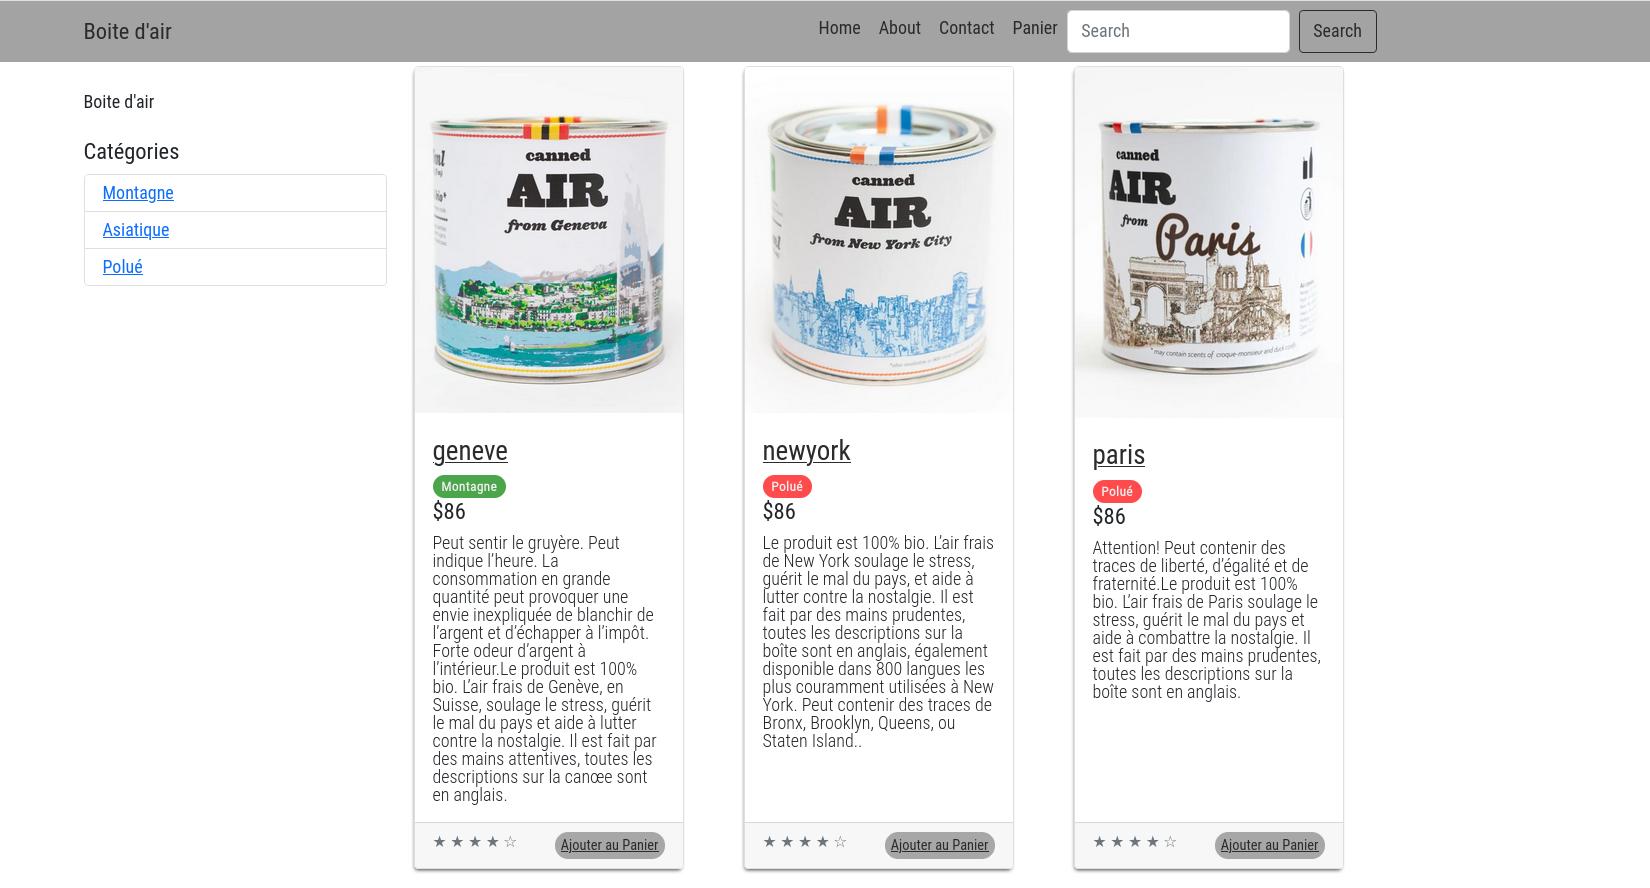 Boite d'air
Home About Contact Panier Search Search
Boite d'air
Catégories
Montagne
Asiatique
Polué
canned
AIR
from Geneva
geneve
Montagne
$86
Peut sentir le gruyère. Peut
indique l’heure. La
consommation en grande
quantité peut provoquer une
envie inexpliquée de blanchir de
l’argent et d’échapper à l’impôt.
Forte odeur d’argent à
l’intérieur.Le produit est 100%
bio. L’air frais de Genève, en
Suisse, soulage le stress, guérit
le mal du pays et aide à lutter
contre la nostalgie. Il est fait par
des mains attentives, toutes les
descriptions sur la canœe sont
en anglais.
★ ★ ★ ★ ☆ Ajouter au Panier
canned
AIR
from New York City
newyork
Polué
$86
Le produit est 100% bio. L’air frais
de New York soulage le stress,
guérit le mal du pays, et aide à
lutter contre la nostalgie. Il est
fait par des mains prudentes,
toutes les descriptions sur la
boîte sont en anglais, également
disponible dans 800 langues les
plus couramment utilisées à New
York. Peut contenir des traces de
Bronx, Brooklyn, Queens, ou
Staten Island..
★ ★ ★ ★ ☆ Ajouter au Panier
canned
AIR
from
Paris
* may contain scents of croque-monsieur and duck confit
paris
Polué
$86
Attention! Peut contenir des
traces de liberté, d’égalité et de
fraternité.Le produit est 100%
bio. L’air frais de Paris soulage le
stress, guérit le mal du pays et
aide à combattre la nostalgie. Il
est fait par des mains prudentes,
toutes les descriptions sur la
boîte sont en anglais.
★ ★ ★ ★ ☆ Ajouter au Panier